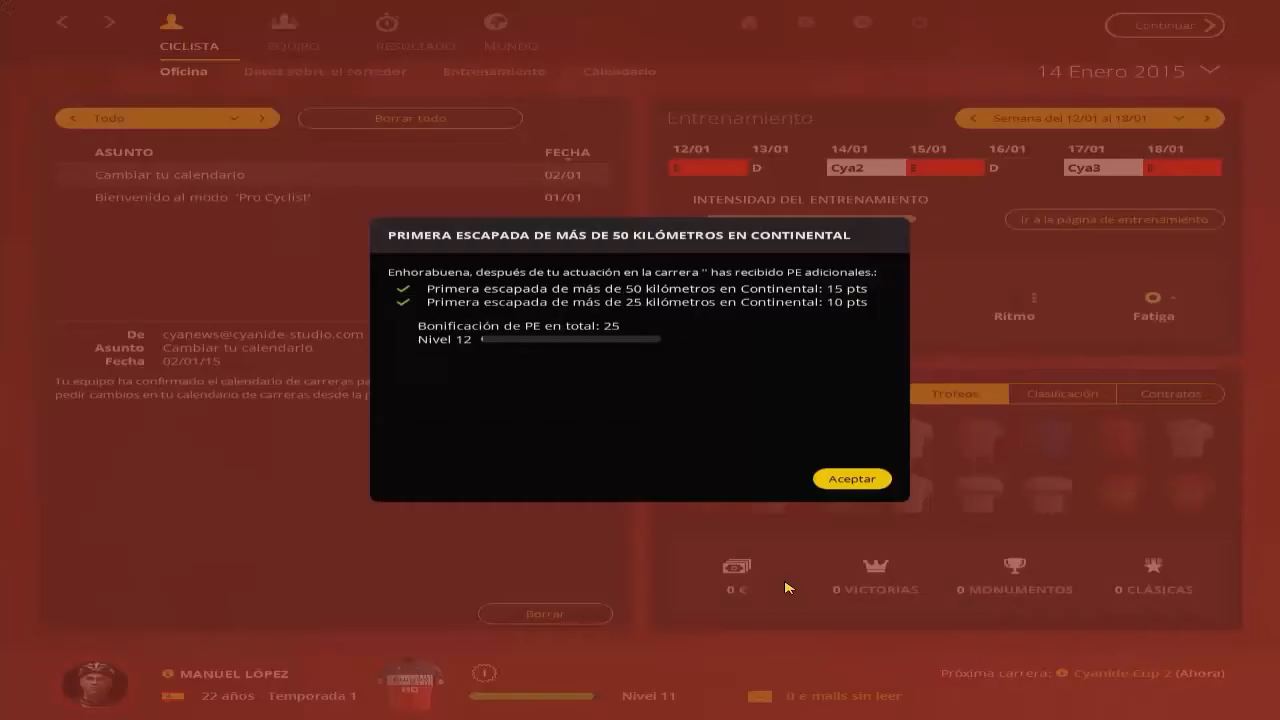 CICLISTA
EQUIPO
RESULTADO
MUNDO
Continuar
Oficina
Datos sobre el corredor
Entrenamiento
Calendario
14 Enero 2015
Todo
Borrar todo
ASUNTO
FECHA
Cambiar tu calendario
02/01
Bienvenido al modo 'Pro Cyclist'
01/01
Entrenamiento
Semana del 12/01 al 18/01
12/01
13/01
14/01
15/01
16/01
17/01
18/01
E
D
Cya2
E
D
Cya3
E
INTENSIDAD DEL ENTRENAMIENTO
Ir a la página de entrenamiento
Ritmo
Fatiga
PRIMERA ESCAPADA DE MÁS DE 50 KILÓMETROS EN CONTINENTAL
Enhorabuena, después de tu actuación en la carrera '' has recibido PE adicionales.:
Primera escapada de más de 50 kilómetros en Continental: 15 pts
Primera escapada de más de 25 kilómetros en Continental: 10 pts
Bonificación de PE en total: 25
Nivel 12
Aceptar
De cyanews@cyanide-studio.com
Asunto Cambiar tu calendario
Fecha 02/01/15
Tu equipo ha confirmado el calendario de carreras
pedir cambios en tu calendario de carreras desde la
Borrar
Trofeos
Clasificación
Contratos
0 €
0 VICTORIAS
0 MONUMENTOS
0 CLÁSICAS
MANUEL LÓPEZ
22 años Temporada 1
Nivel 11
0 e-mails sin leer
Próxima carrera: Cyanide Cup 2 (Ahora)